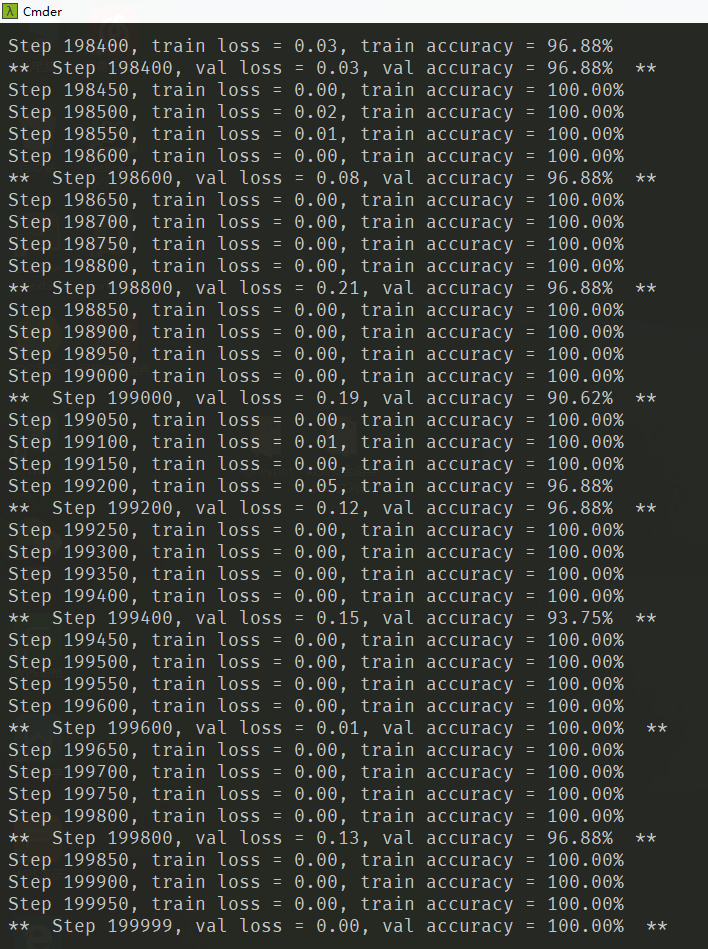 λ Cmder
Step 198400, train loss = 0.03, train accuracy = 96.88%
** Step 198400, val loss = 0.03, val accuracy = 96.88% **
Step 198450, train loss = 0.00, train accuracy = 100.00%
Step 198500, train loss = 0.02, train accuracy = 100.00%
Step 198550, train loss = 0.01, train accuracy = 100.00%
Step 198600, train loss = 0.00, train accuracy = 100.00%
** Step 198600, val loss = 0.08, val accuracy = 96.88% **
Step 198650, train loss = 0.00, train accuracy = 100.00%
Step 198700, train loss = 0.00, train accuracy = 100.00%
Step 198750, train loss = 0.00, train accuracy = 100.00%
Step 198800, train loss = 0.00, train accuracy = 100.00%
** Step 198800, val loss = 0.21, val accuracy = 96.88% **
Step 198850, train loss = 0.00, train accuracy = 100.00%
Step 198900, train loss = 0.00, train accuracy = 100.00%
Step 198950, train loss = 0.00, train accuracy = 100.00%
Step 199000, train loss = 0.00, train accuracy = 100.00%
** Step 199000, val loss = 0.19, val accuracy = 90.62% **
Step 199050, train loss = 0.00, train accuracy = 100.00%
Step 199100, train loss = 0.01, train accuracy = 100.00%
Step 199150, train loss = 0.00, train accuracy = 100.00%
Step 199200, train loss = 0.05, train accuracy = 96.88%
** Step 199200, val loss = 0.12, val accuracy = 96.88% **
Step 199250, train loss = 0.00, train accuracy = 100.00%
Step 199300, train loss = 0.00, train accuracy = 100.00%
Step 199350, train loss = 0.00, train accuracy = 100.00%
Step 199400, train loss = 0.00, train accuracy = 100.00%
** Step 199400, val loss = 0.15, val accuracy = 93.75% **
Step 199450, train loss = 0.00, train accuracy = 100.00%
Step 199500, train loss = 0.00, train accuracy = 100.00%
Step 199550, train loss = 0.00, train accuracy = 100.00%
Step 199600, train loss = 0.00, train accuracy = 100.00%
** Step 199600, val loss = 0.01, val accuracy = 100.00% **
Step 199650, train loss = 0.00, train accuracy = 100.00%
Step 199700, train loss = 0.00, train accuracy = 100.00%
Step 199750, train loss = 0.00, train accuracy = 100.00%
Step 199800, train loss = 0.00, train accuracy = 100.00%
** Step 199800, val loss = 0.13, val accuracy = 96.88% **
Step 199850, train loss = 0.00, train accuracy = 100.00%
Step 199900, train loss = 0.00, train accuracy = 100.00%
Step 199950, train loss = 0.00, train accuracy = 100.00%
** Step 199999, val loss = 0.00, val accuracy = 100.00% **